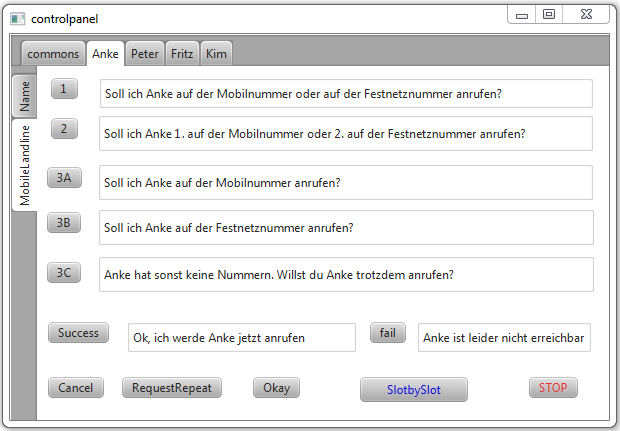 controlpanel
commons Anke Peter Fritz Kim
Name
MobileLandline
1 Soll ich Anke auf der Mobilnummer oder auf der Festnetznummer anrufen?
2 Soll ich Anke 1. auf der Mobilnummer oder 2. auf der Festnetznummer anrufen?
3A Soll ich Anke auf der Mobilnummer anrufen?
3B Soll ich Anke auf der Festnetznummer anrufen?
3C Anke hat sonst keine Nummern. Willst du Anke trotzdem anrufen?
Success Ok, ich werde Anke jetzt anrufen fail Anke ist leider nicht erreichbar
Cancel RequestRepeat Okay SlotbySlot STOP